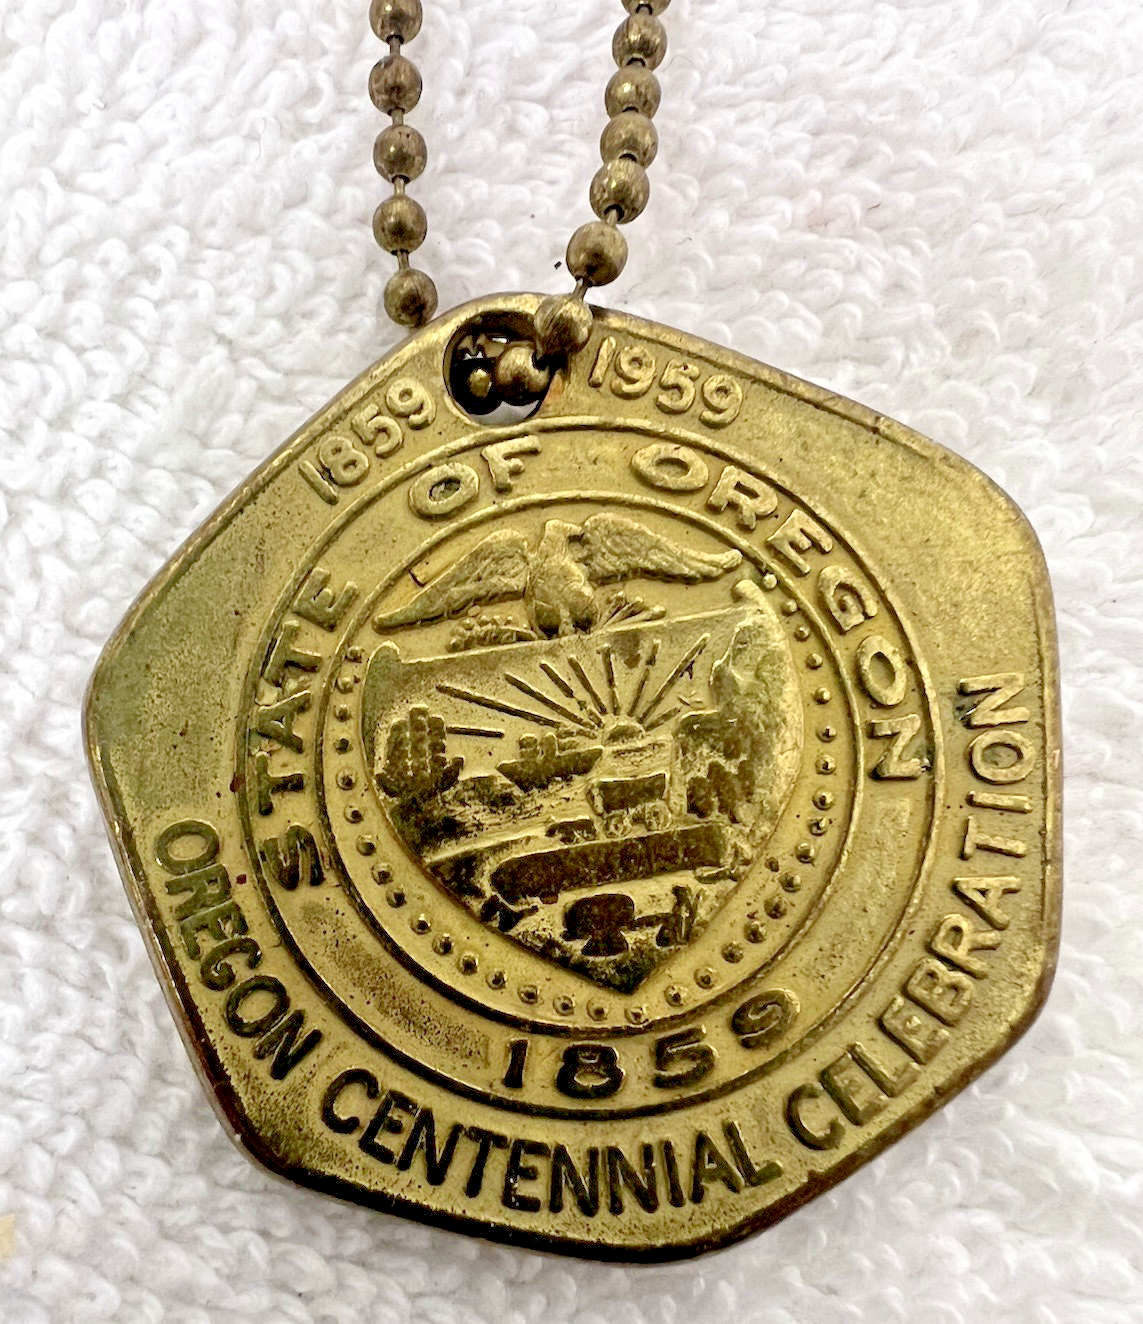 1859 1959
STATE OF OREGON
1859
OREGON CENTENNIAL CELEBRATION